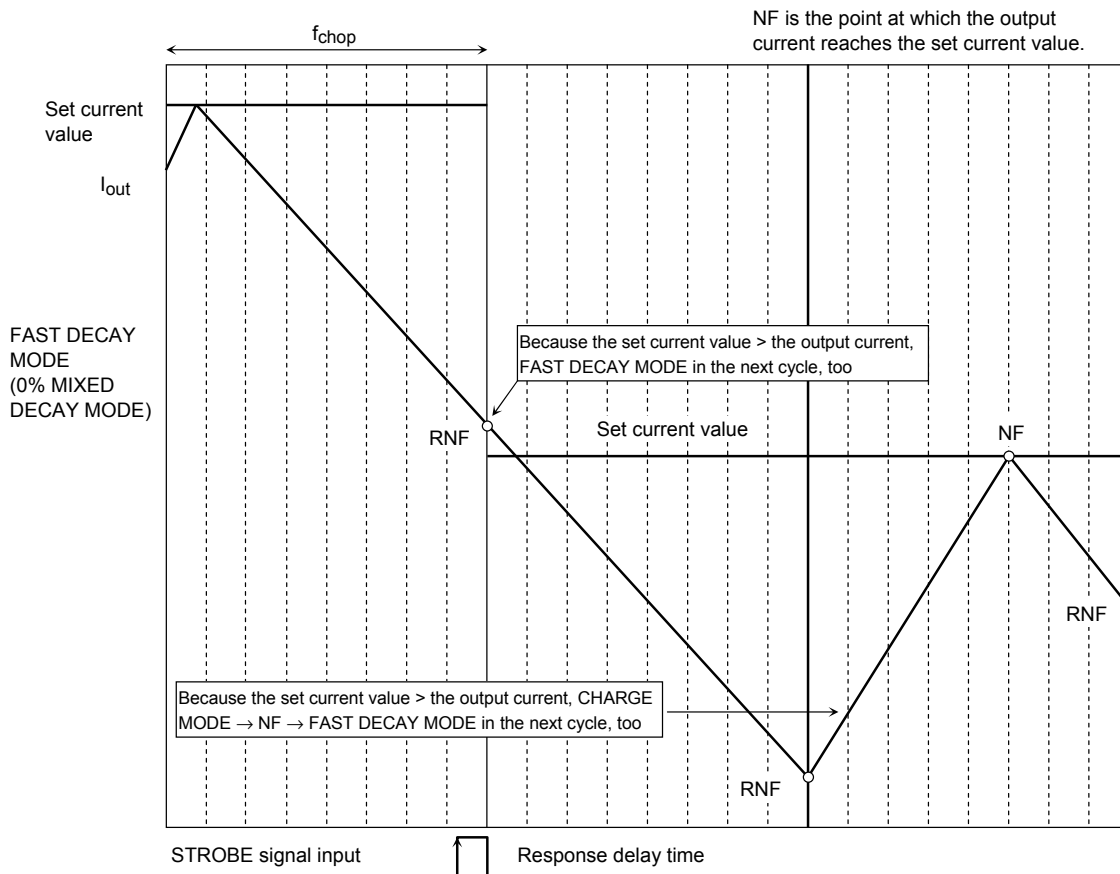 f chop
NF is the point at which the output
current reaches the set current value.
Set current
value
I out
FAST DECAY
MODE
(0% MIXED
DECAY MODE)
Because the set current value > the output current,
FAST DECAY MODE in the next cycle, too
RNF
Set current value
NF
RNF
Because the set current value > the output current, CHARGE
MODE → NF → FAST DECAY MODE in the next cycle, too
RNF
STROBE signal input
Response delay time